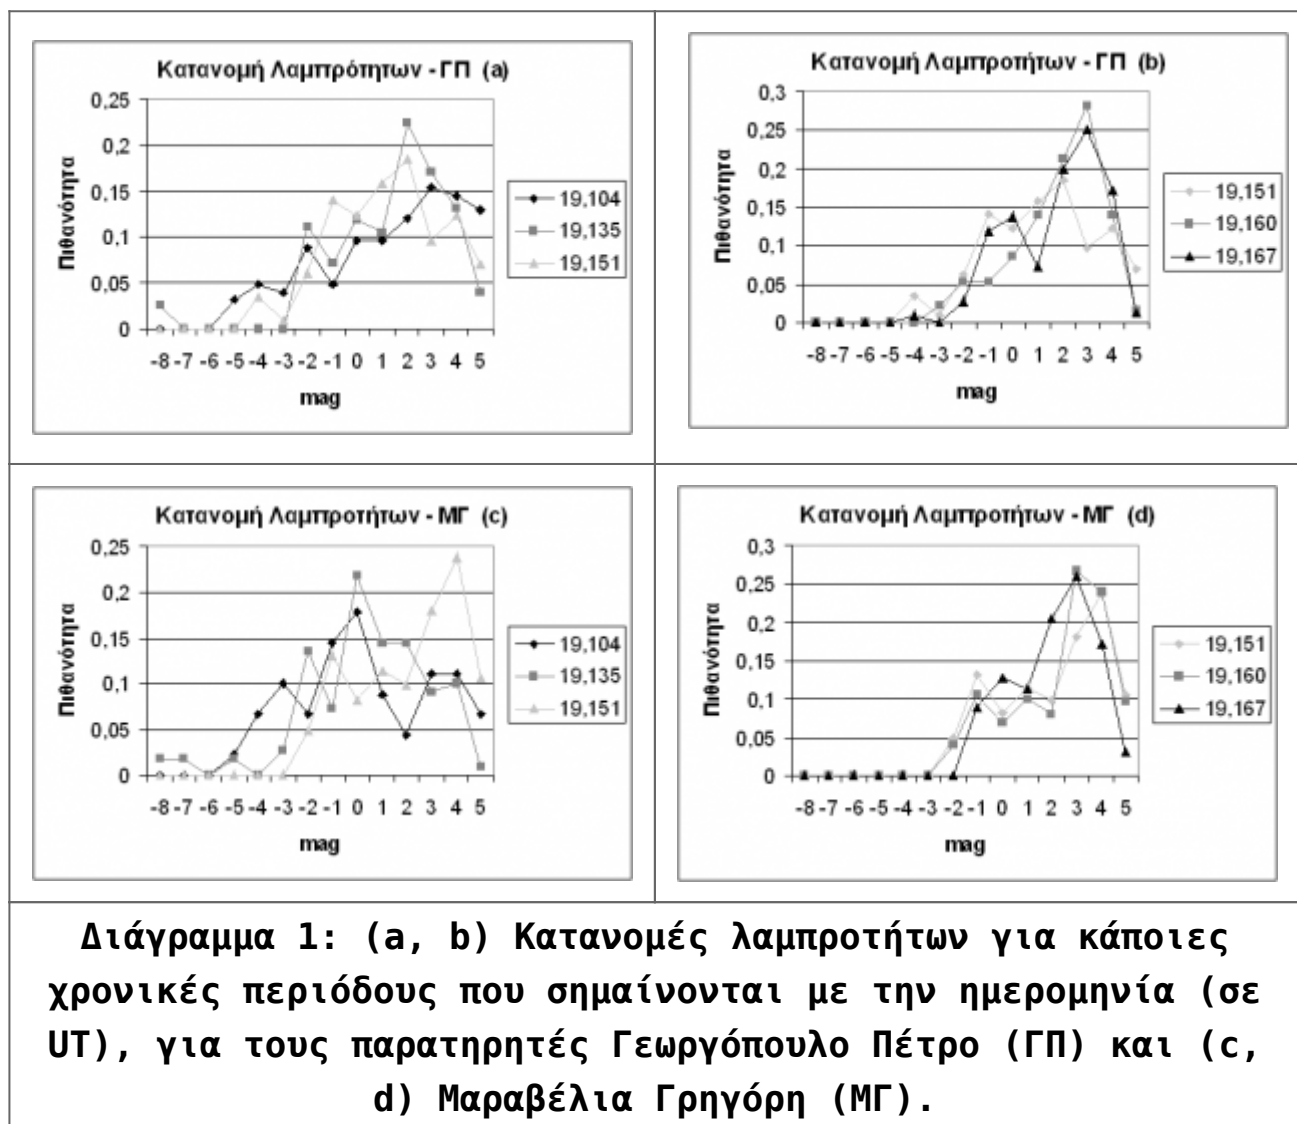 Κατανομή Λαμπρότητων - ΓΠ (a)
Πιθανότητα
0,25
0,2
0,15
0,1
0,05
0
-8 -7 -6 -5 -4 -3 -2 -1 0 1 2 3 4 5
mag
19,104
19,135
19,151
Κατανομή Λαμπροτήτων - ΓΠ (b)
Πιθανότητα
0,3
0,25
0,2
0,15
0,1
0,05
0
-8 -7 -6 -5 -4 -3 -2 -1 0 1 2 3 4 5
mag
19,151
19,160
19,167
Κατανομή Λαμπροτήτων - ΜΓ (c)
Πιθανότητα
0,25
0,2
0,15
0,1
0,05
0
-8 -7 -6 -5 -4 -3 -2 -1 0 1 2 3 4 5
mag
19,104
19,135
19,151
Κατανομή Λαμπροτήτων - ΜΓ (d)
Πιθανότητα
0,3
0,25
0,2
0,15
0,1
0,05
0
-8 -7 -6 -5 -4 -3 -2 -1 0 1 2 3 4 5
mag
19,151
19,160
19,167
Διάγραμμα 1: (a, b) Κατανομές λαμπροτήτων για κάποιες
χρονικές περιόδους που σημαίνονται με την ημερομηνία (σε
UT), για τους παρατηρητές Γεωργόπουλο Πέτρο (ΓΠ) και (c,
d) Μαραβέλια Γρηγόρη (ΜΓ).